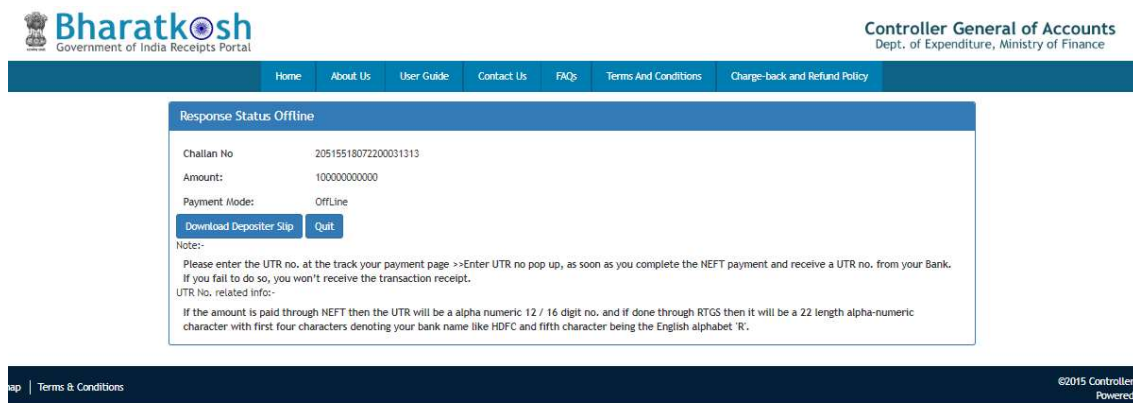 Bharatkosh
Government of India Receipts Portal
Controller General of Accounts
Dept. of Expenditure, Ministry of Finance
Home About Us User Guide Contact Us FAQs Terms And Conditions Charge-back and Refund Policy
Response Status Offline
Challan No 20515518072200031313
Amount: 100000000000
Payment Mode: OffLine
Download Depositer Slip Quit
Note:-
Please enter the UTR no. at the track your payment page >>Enter UTR no pop up, as soon as you complete the NEFT payment and receive a UTR no. from your Bank.
If you fail to do so, you won't receive the transaction receipt.
UTR No. related info:-
If the amount is paid through NEFT then the UTR will be a alpha numeric 12 / 16 digit no. and if done through RTGS then it will be a 22 length alpha-numeric
character with first four characters denoting your bank name like HDFC and fifth character being the English alphabet 'R'.
| Terms & Conditions
©2015 Controller
Powered